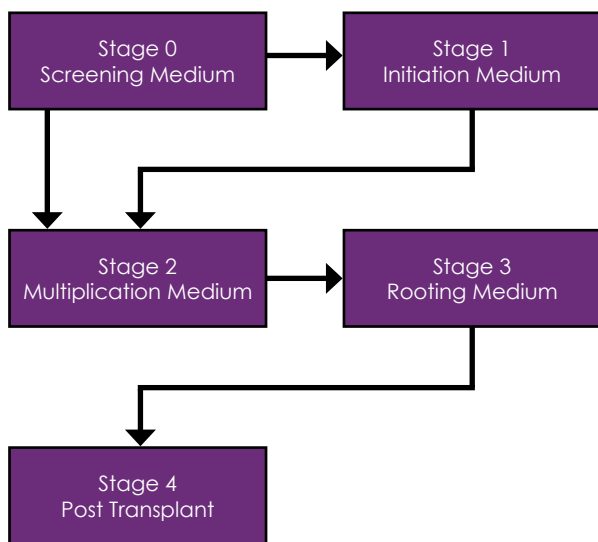 Stage 0
Screening Medium
Stage 1
Initiation Medium
Stage 2
Multiplication Medium
Stage 3
Rooting Medium
Stage 4
Post Transplant